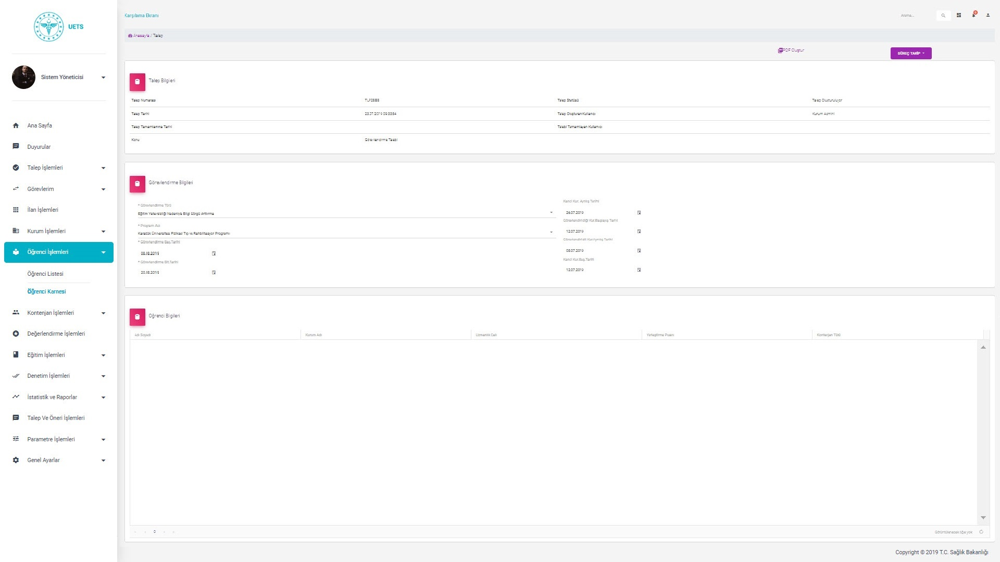 UETS
Sistem Yöneticisi
Ana Sayfa
Duyurular
Talep İşlemleri
Görevlerim
İlan İşlemleri
Kurum İşlemleri
Öğrenci İşlemleri
Öğrenci Listesi
Öğrenci Karnesi
Kontenjan İşlemleri
Değerlendirme İşlemleri
Eğitim İşlemleri
Denetim İşlemleri
İstatistik ve Raporlar
Talep Ve Öneri İşlemleri
Parametre İşlemleri
Genel Ayarlar
Karşılama Ekranı
Arama...
Anasayfa / Talep
PDF Oluştur
SÜREÇ TAKİP
Talep Bilgileri
Talep Numarası
Talep Statüsü
Talep Oluşturuluyor
Talep Tarihi
23.07.2019 09:33:54
Talep Oluşturan Kullanıcı
Kurum Admini
Talep Tamamlanma Tarihi
Talebi Tamamlayan Kullanıcı
Konu
Görevlendirme Talebi
Görevlendirme Bilgileri
* Görevlendirme Türü
Eğitim Yetersizliği Nedeniyle Bilgi Görgü Arttırma
* Program Adı
Karabük Üniversitesi Fiziksel Tıp ve Rehabilitasyon Programı
* Görevlendirme Baş.Tarihi
08.08.2019
* Görevlendirme Bit.Tarihi
20.08.2019
Kendi Kur. Ayrılış Tarihi
26.07.2019
Görevlendirildiği Kur.Başlayış Tarihi
12.07.2019
Görevlendirildi Kur.Ayrılış Tarihi
08.07.2019
Kendi Kur.Baş.Tarihi
12.07.2019
Öğrenci Bilgileri
Adı Soyadı
Kurum Adı
Uzmanlık Dalı
Yerleştirme Puanı
Kontenjan Türü
0
Görüntülenecek öğe yok
Copyright © 2019 T.C. Sağlık Bakanlığı